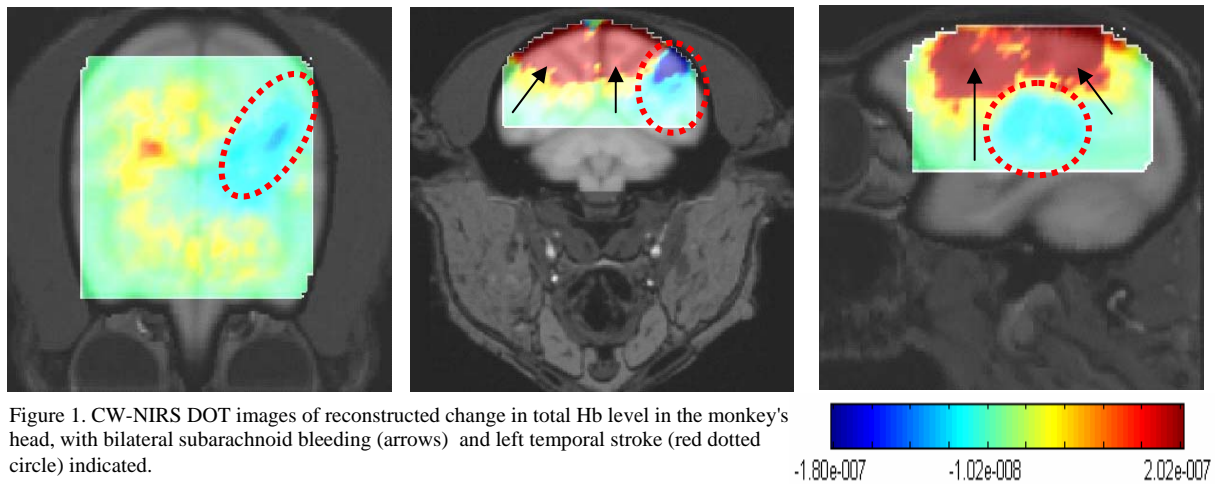 Figure 1. CW-NIRS DOT images of reconstructed change in total Hb level in the monkey's
head, with bilateral subarachnoid bleeding (arrows) and left temporal stroke (red dotted
circle) indicated.
-1.80e-007 -1.02e-008 2.02e-007